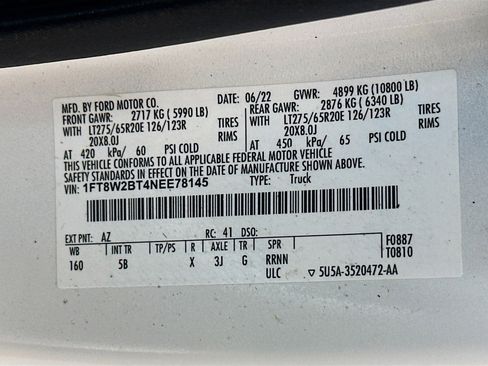 MFD. BY FORD MOTOR CO.
DATE: 06/22 GVWR: 4899 KG (10800 LB)
FRONT GAWR: 2717 KG ( 5990 LB)
REAR GAWR: 2876 KG ( 6340 LB)
WITH LT275/65R20E 126/123R TIRES
WITH LT275/65R20E 126/123R TIRES
20X8.0J RIMS
20X8.0J RIMS
AT 420 kPa/ 60 PSI COLD
AT 450 kPa/ 65 PSI COLD
THIS VEHICLE CONFORMS TO ALL APPLICABLE FEDERAL MOTOR VEHICLE
SAFETY STANDARDS IN EFFECT ON THE DATE OF MANUFACTURE SHOWN ABOVE.
VIN: 1FT8W2BT4NEE78145 TYPE: Truck
EXT PNT: AZ RC: 41 DSO:
WB INT TR TP/PS R AXLE TR SPR F0887
160 5B X 3J G RRNN T0810
ULC ▽ 5U5A-3520472-AA